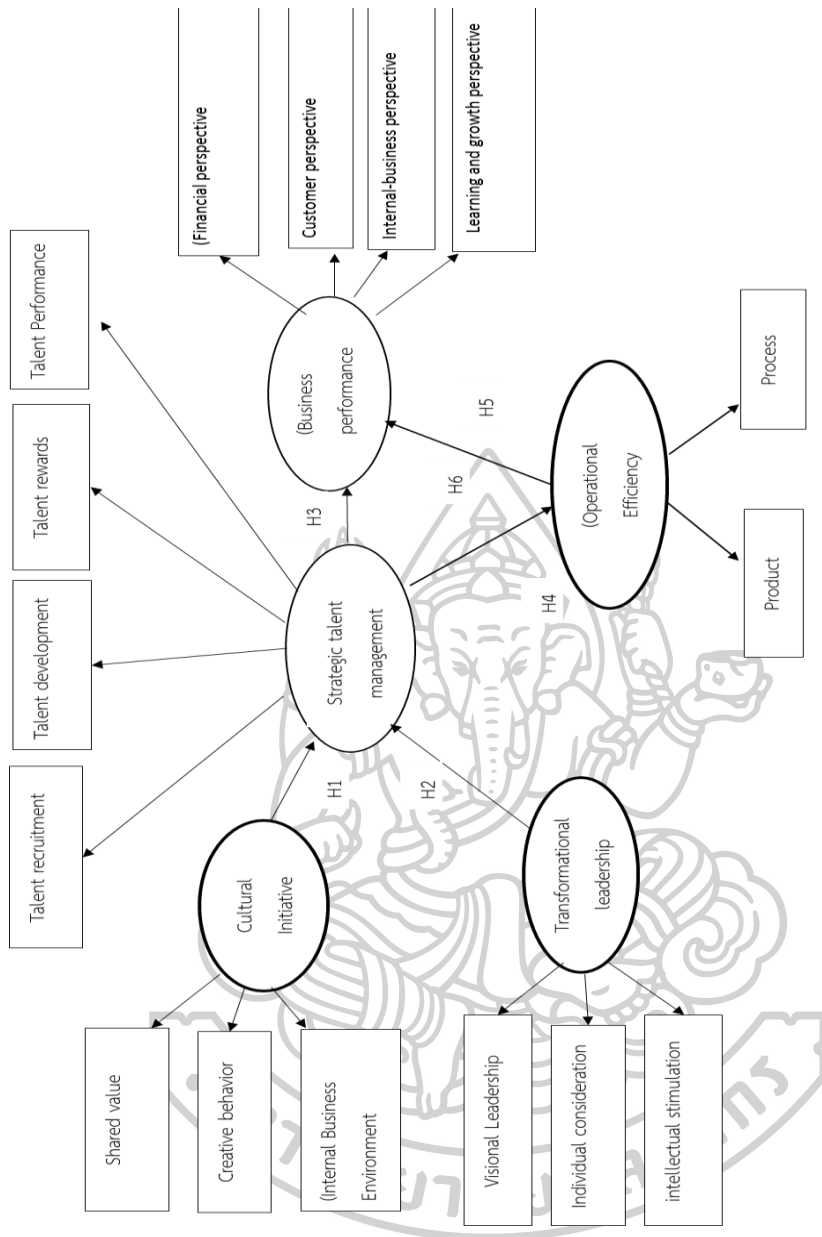 Talent recruitment
Talent development
Talent rewards
Talent Performance
Shared value
Creative behavior
(Internal Business
Environment
Cultural
Initiative
H1
Strategic talent
management
H3
(Business
performance
(Financial perspective
Customer perspective
Internal-business perspective
Learning and growth perspective
H2
H6
H5
H4
Visional Leadership
Individual consideration
intellectual stimulation
Transformational
leadership
(Operational
Efficiency
Product
Process